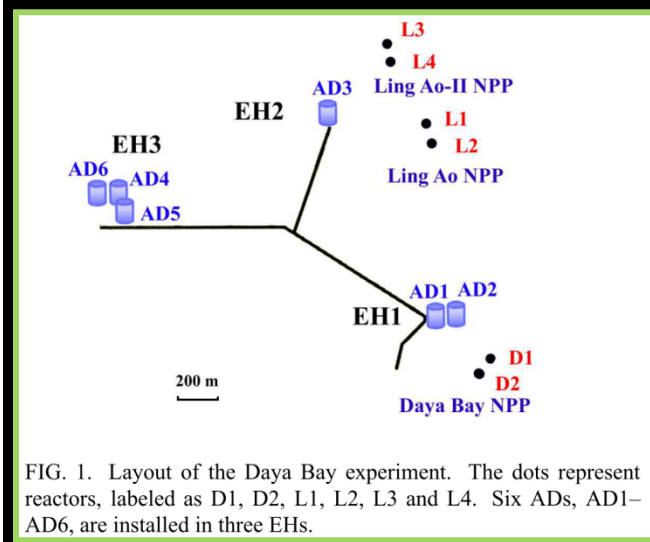 L3
L4
AD3
Ling Ao-II NPP
EH2
L1
EH3
L2
AD6
AD4
Ling Ao NPP
AD5
AD1 AD2
EH1
D1
200 m
D2
Daya Bay NPP
FIG. 1. Layout of the Daya Bay experiment. The dots represent
reactors, labeled as D1, D2, L1, L2, L3 and L4. Six ADs, AD1–
AD6, are installed in three EHs.